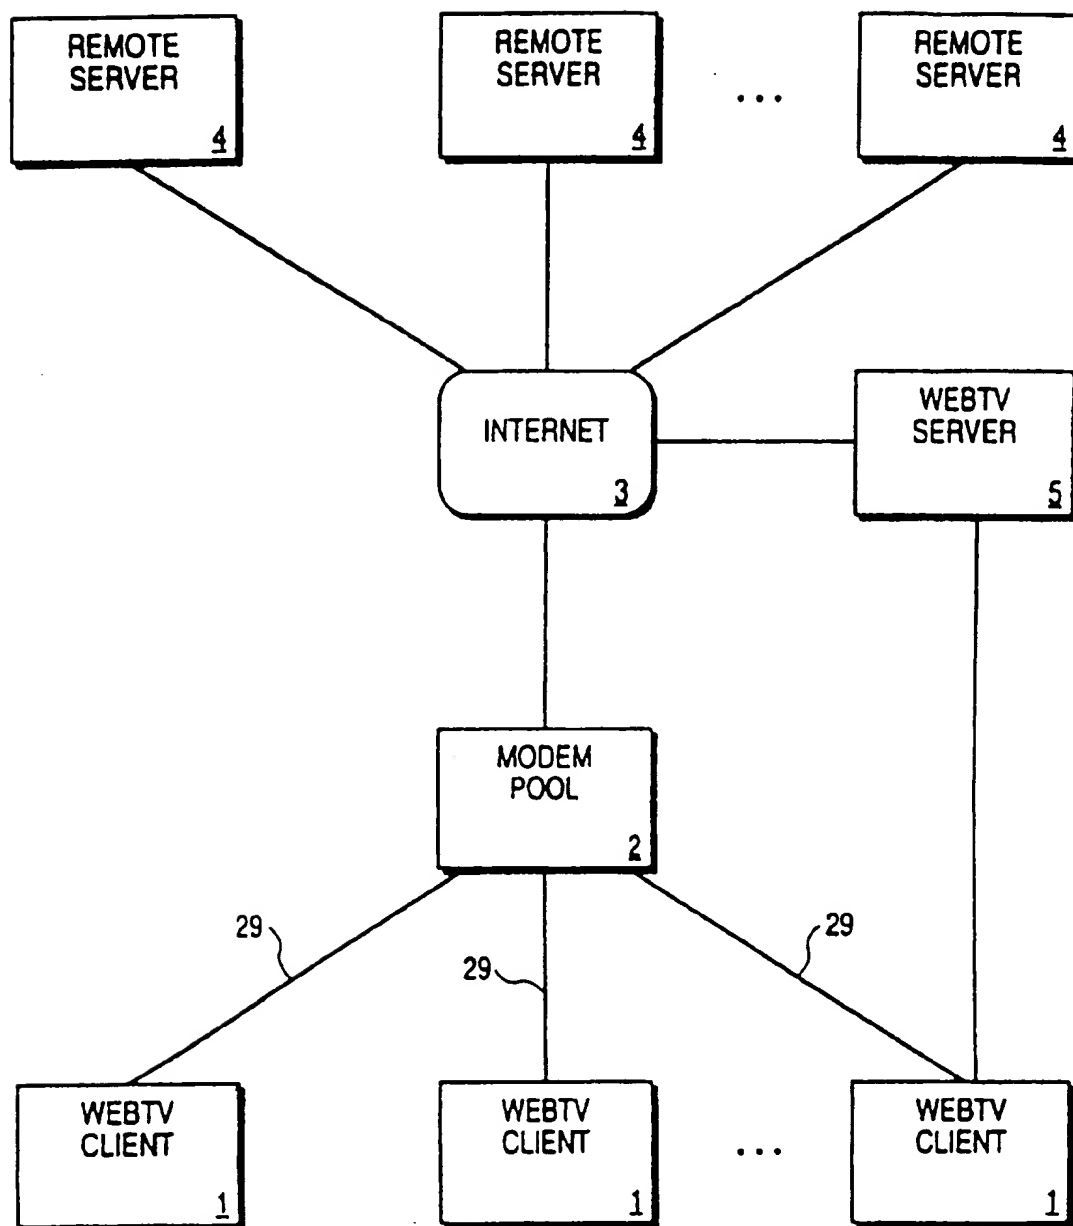 REMOTE
SERVER
4
REMOTE
SERVER
4
...
REMOTE
SERVER
4
INTERNET
3
WEBTV
SERVER
5
MODEM
POOL
2
29
29
29
WEBTV
CLIENT
1
WEBTV
CLIENT
1
...
WEBTV
CLIENT
1